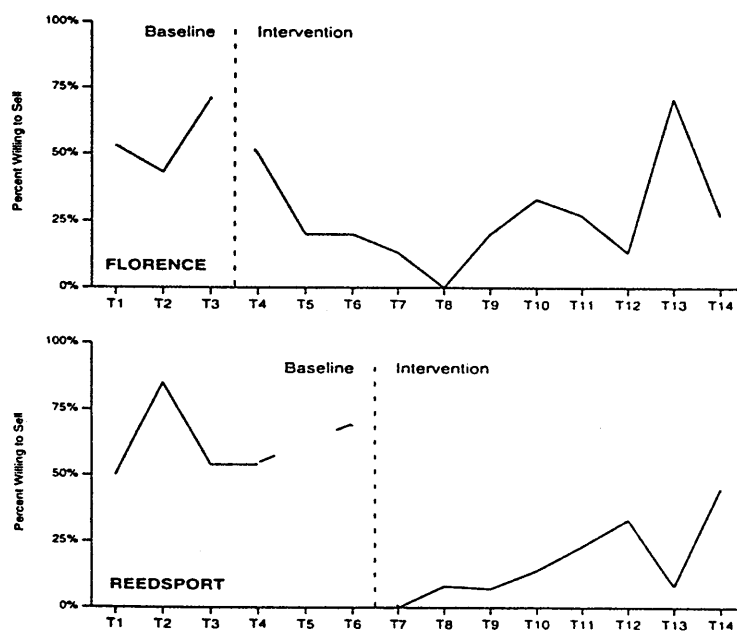 100%
Baseline Intervention
75%
Percent Willing to Sell
50%
25%
FLORENCE
0%
T1 T2 T3 T4 T5 T6 T7 T8 T9 T10 T11 T12 T13 T14
100%
Baseline Intervention
75%
Percent Willing to Sell
50%
25%
REEDSPORT
0%
T1 T2 T3 T4 T5 T6 T7 T8 T9 T10 T11 T12 T13 T14